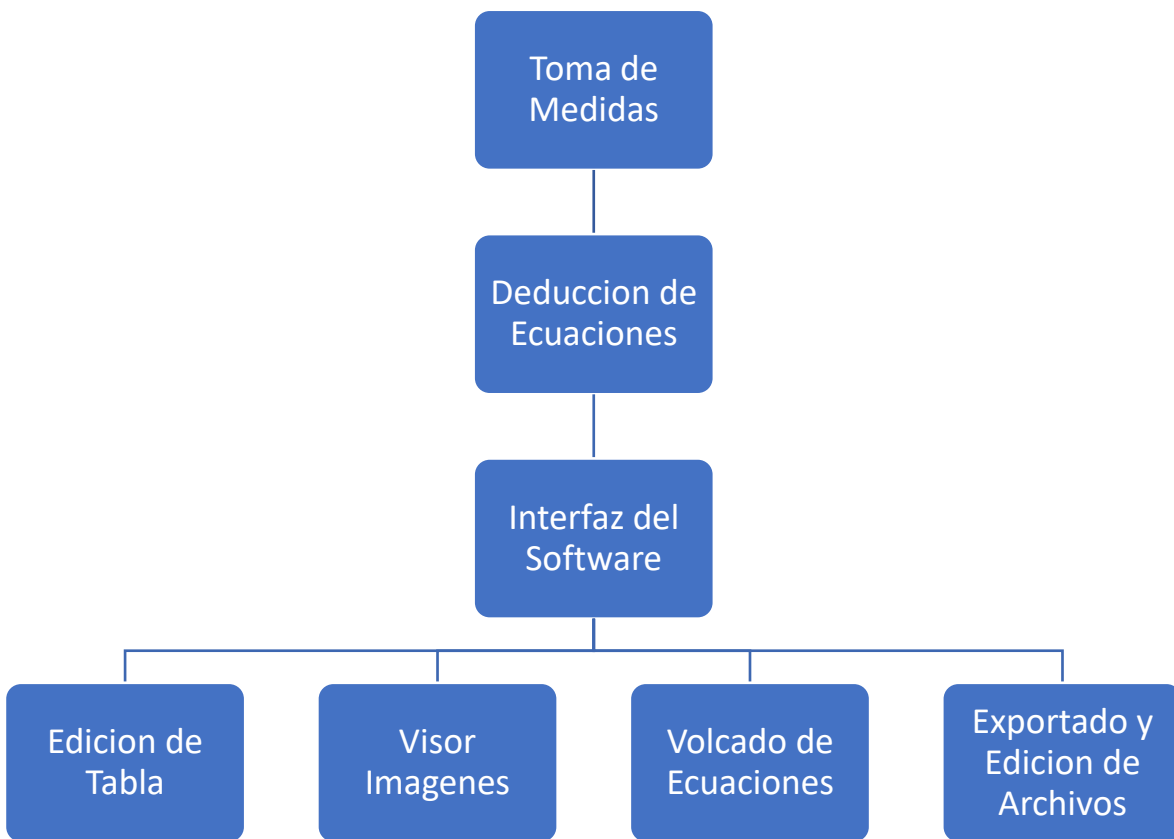 Toma de
Medidas
Deduccion de
Ecuaciones
Interfaz del
Software
Edicion de
Tabla
Visor
Imagenes
Volcado de
Ecuaciones
Exportado y
Edicion de
Archivos